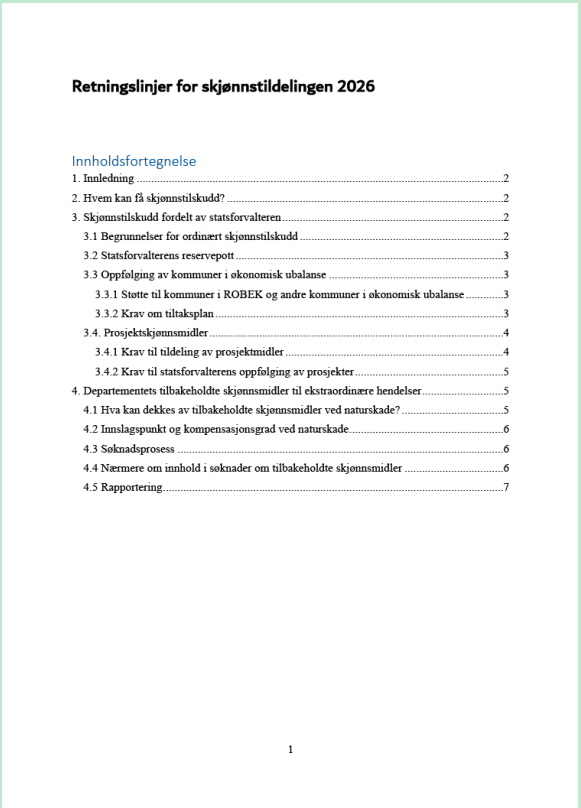 Retningslinjer for skjønnstildelingen 2026
Innholdsfortegnelse
1. Innledning ........................................................................................................2
2. Hvem kan få skjønnstilskudd? ........................................................................................2
3. Skjønnstilskudd fordelt av statsforvalteren........................................................................2
3.1 Begrunnelser for ordinært skjønnstilskudd ........................................................................2
3.2 Statsforvalterens reservepott........................................................................................3
3.3 Oppfølging av kommuner i økonomisk ubalanse ................................................................3
3.3.1 Støtte til kommuner i ROBEK og andre kommuner i økonomisk ubalanse .............3
3.3.2 Krav om tiltaksplan................................................................................................3
3.4. Prosjektskjønnsmidler................................................................................................4
3.4.1 Krav til tildeling av prosjektmidler........................................................................4
3.4.2 Krav til statsforvalterens oppfølging av prosjekter................................................5
4. Departementets tilbakeholdte skjønnsmidler til ekstraordinære hendelser............................5
4.1 Hva kan dekkes av tilbakeholdte skjønnsmidler ved naturskade?....................................5
4.2 Innslagspunkt og kompensasjonsgrad ved naturskade....................................................6
4.3 Søknadsprosess ........................................................................................................6
4.4 Nærmere om innhold i søknader om tilbakeholdte skjønnsmidler ..................................6
4.5 Rapportering............................................................................................................7
1